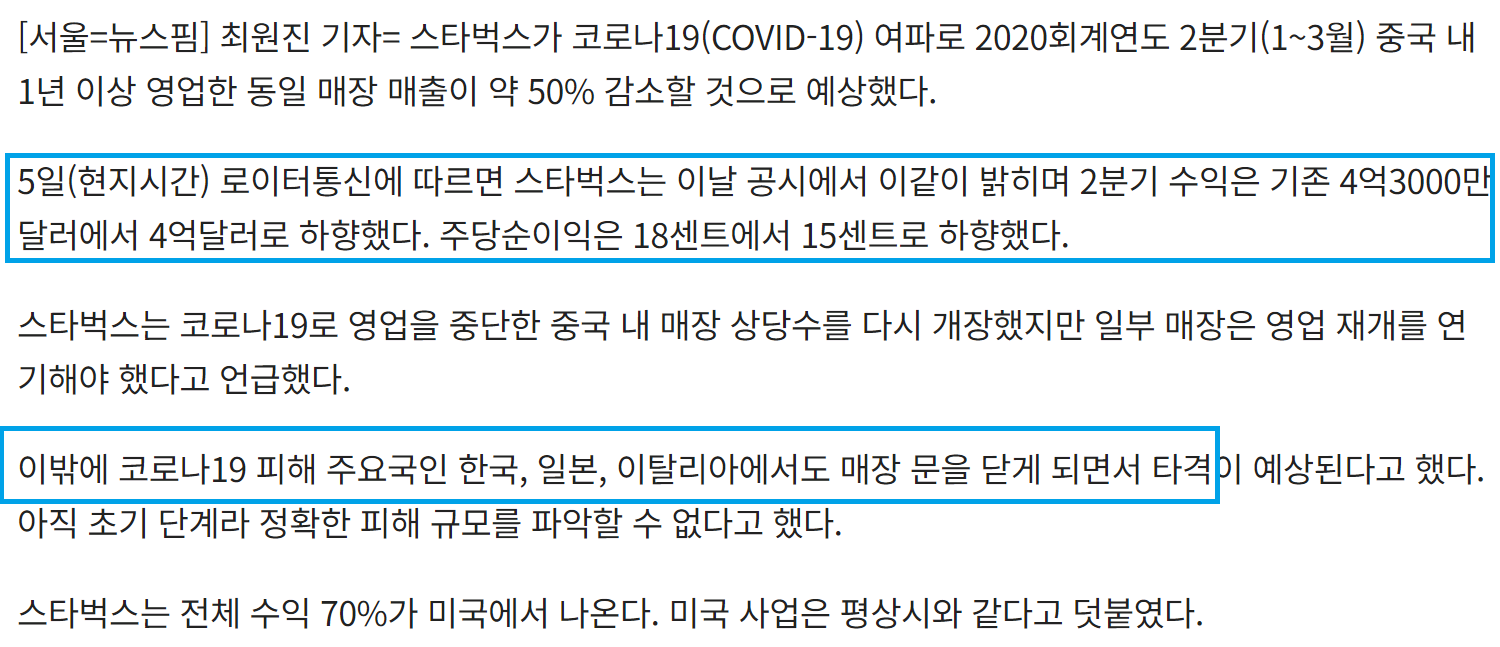 [서울=뉴스핌] 최원진 기자= 스타벅스가 코로나19(COVID-19) 여파로 2020회계연도 2분기(1~3월) 중국 내
1년 이상 영업한 동일 매장 매출이 약 50% 감소할 것으로 예상했다.
5일(현지시간) 로이터통신에 따르면 스타벅스는 이날 공시에서 이같이 밝히며 2분기 수익은 기존 4억3000만
달러에서 4억달러로 하향했다. 주당순이익은 18센트에서 15센트로 하향했다.
스타벅스는 코로나19로 영업을 중단한 중국 내 매장 상당수를 다시 개장했지만 일부 매장은 영업 재개를 연
기해야 했다고 언급했다.
이밖에 코로나19 피해 주요국인 한국, 일본, 이탈리아에서도 매장 문을 닫게 되면서 타격이 예상된다고 했다.
아직 초기 단계라 정확한 피해 규모를 파악할 수 없다고 했다.
스타벅스는 전체 수익 70%가 미국에서 나온다. 미국 사업은 평상시와 같다고 덧붙였다.